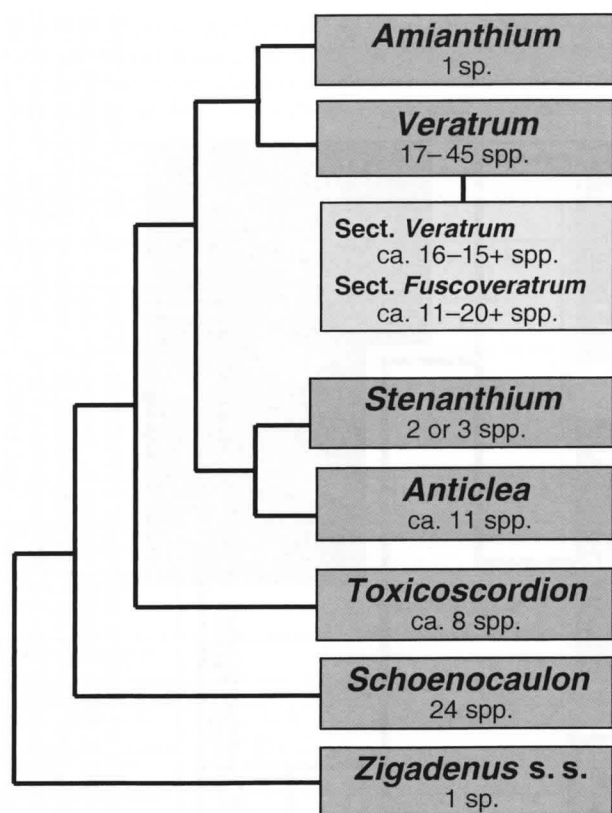 Amianthium
1 sp.
Veratrum
17–45 spp.
Sect. Veratrum
ca. 16–15+ spp.
Sect. Fuscoveratrum
ca. 11–20+ spp.
Stenanthium
2 or 3 spp.
Anticlea
ca. 11 spp.
Toxicoscordion
ca. 8 spp.
Schoenocaulon
24 spp.
Zigadenus s. s.
1 sp.